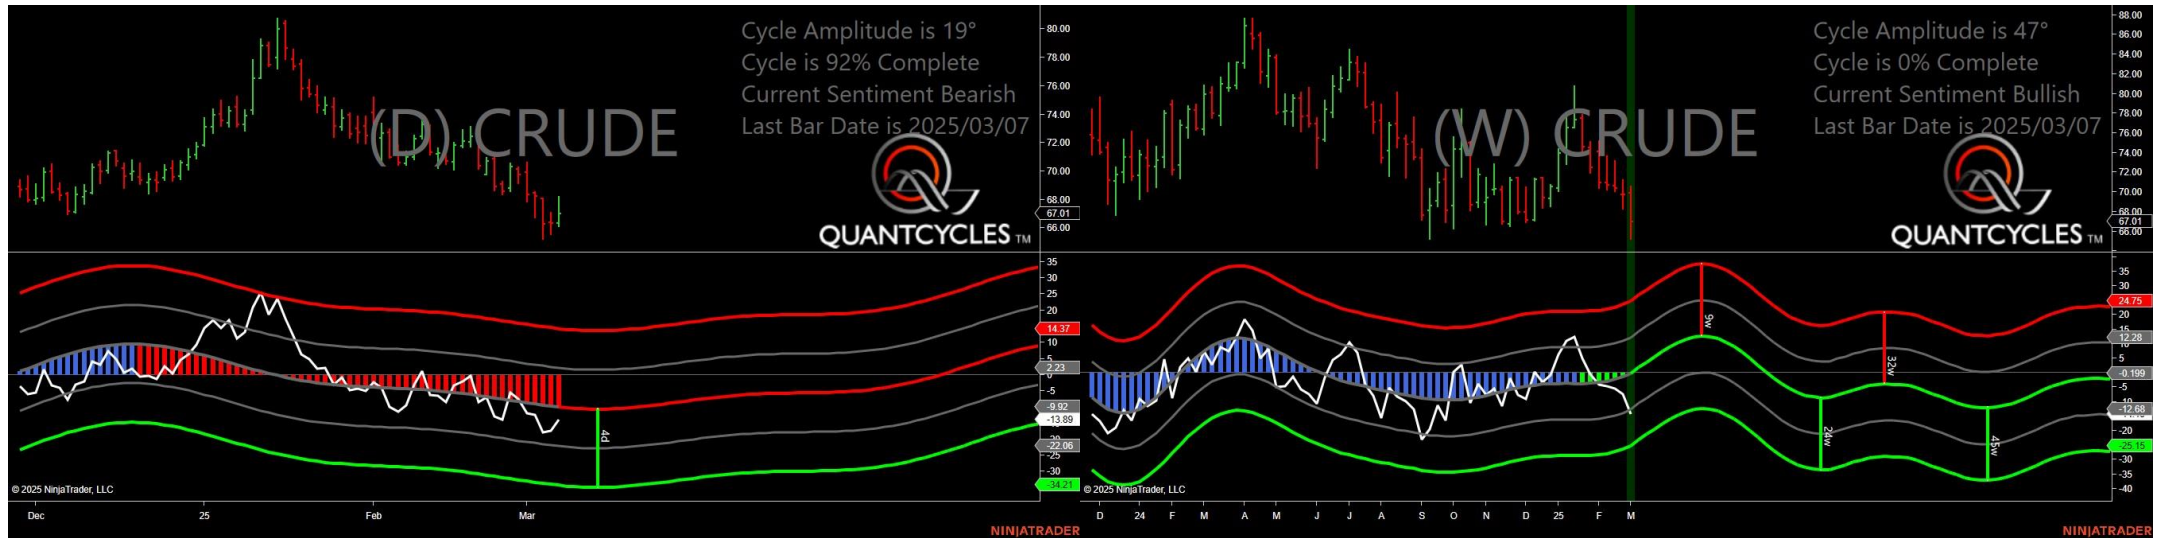 Cycle Amplitude is 19°
Cycle is 92% Complete
Current Sentiment Bearish
Last Bar Date is 2025/03/07
(D) CRUDE
QUANTCYCLES TM
80.00
78.00
76.00
74.00
72.00
70.00
68.00
67.01
66.00
35
30
25
20
14.37
10
5
2.23
-5
-9.92
-13.89
-22.06
-25
-30
-34.21
4d
© 2025 NinjaTrader, LLC
Dec 25 Feb Mar
NINJATRADER
Cycle Amplitude is 47°
Cycle is 0% Complete
Current Sentiment Bullish
Last Bar Date is 2025/03/07
(W) CRUDE
QUANTCYCLES TM
88.00
86.00
84.00
82.00
80.00
78.00
76.00
74.00
72.00
70.00
68.00
67.01
66.00
35
24.75
20
15
12.28
5
-0.199
-5
-12.68
-20
-25.15
-30
-35
-40
9w
32w
24w
45w
© 2025 NinjaTrader, LLC
D 24 F M A M J J A S O N D 25 F M
NINJATRADER